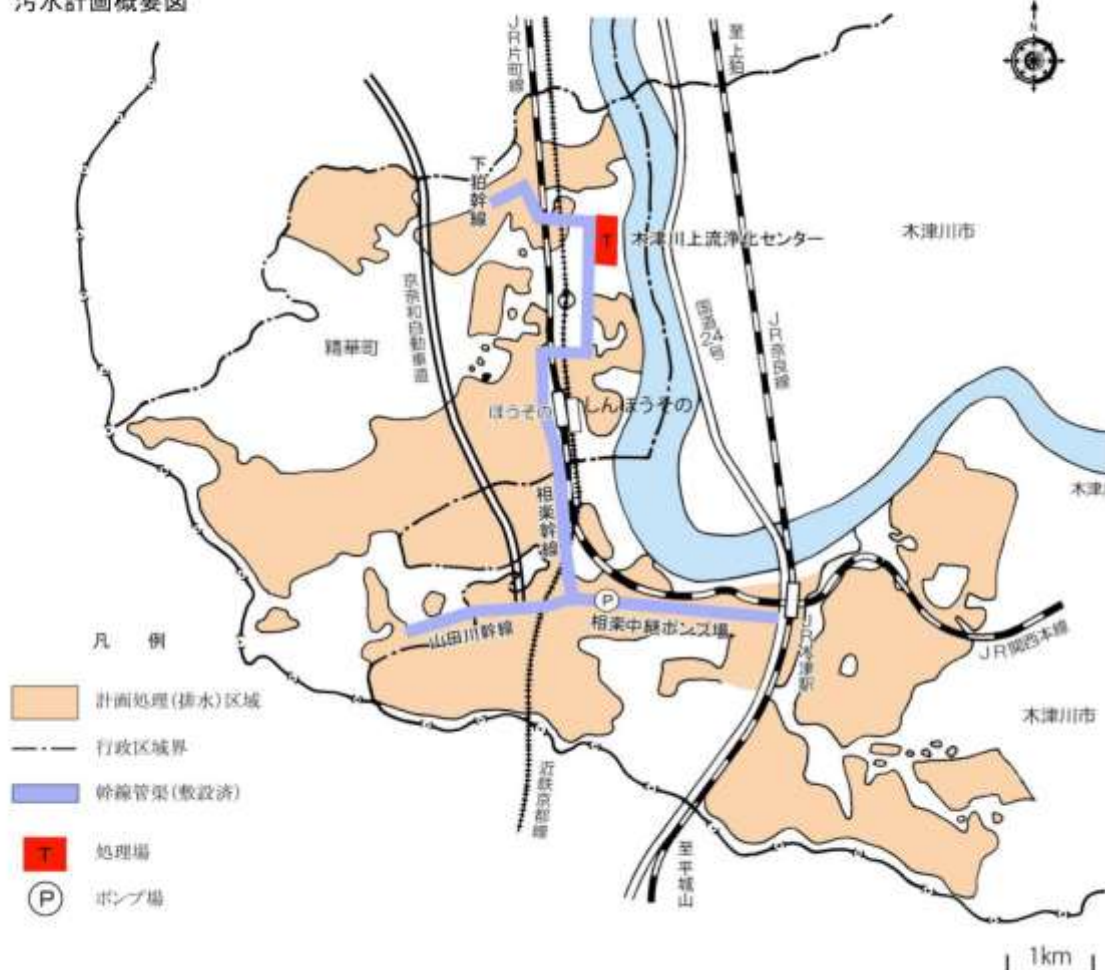 汚水計画概要図
JR片町線
至上狛
N
下狛幹線
T
木津川上流浄化センター
木津川市
京奈和自動車道
国道24号
JR奈良線
精華町
ほうその
しんほうその
木津
相楽幹線
P
相楽中継ポンプ場
山田川幹線
JR木津駅
JR関西本線
木津川市
近鉄京都線
至平城山
凡 例
計画処理(排水)区域
行政区域界
幹線管渠(敷設済)
T 処理場
P ポンプ場
1km